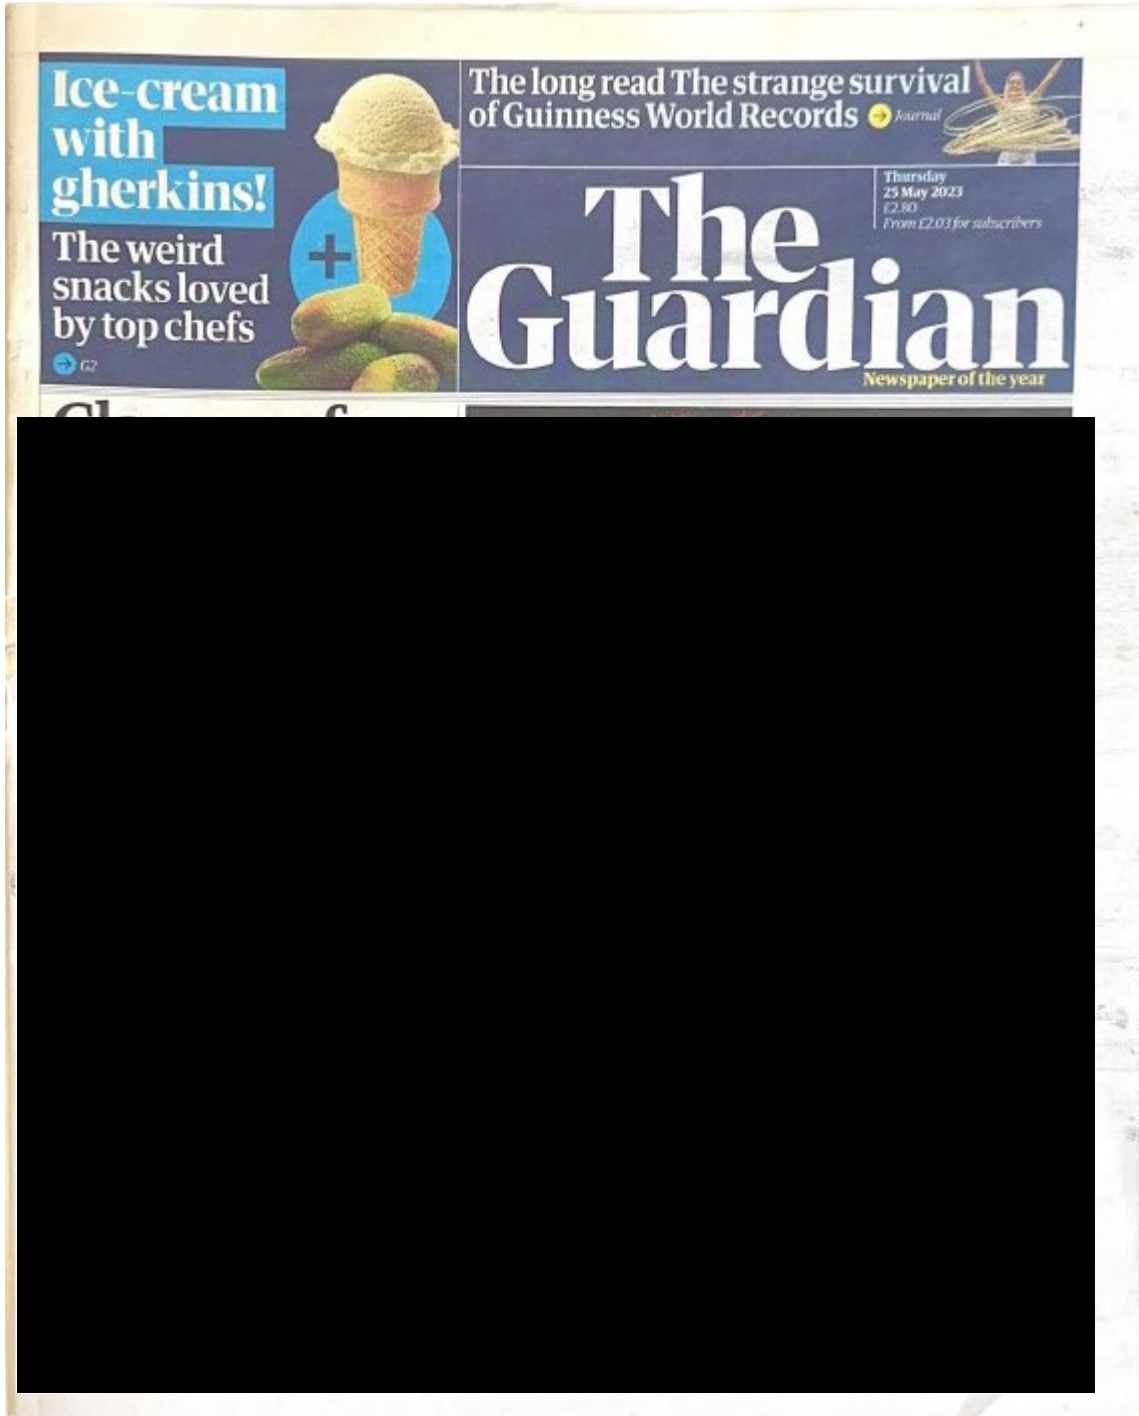 Ice-cream
with
gherkins!
The weird
snacks loved
by top chefs
G2
The long read The strange survival
of Guinness World Records
Journal
The
Guardian
Thursday
25 May 2023
£2.80
From £2.03 for subscribers
Newspaper of the year